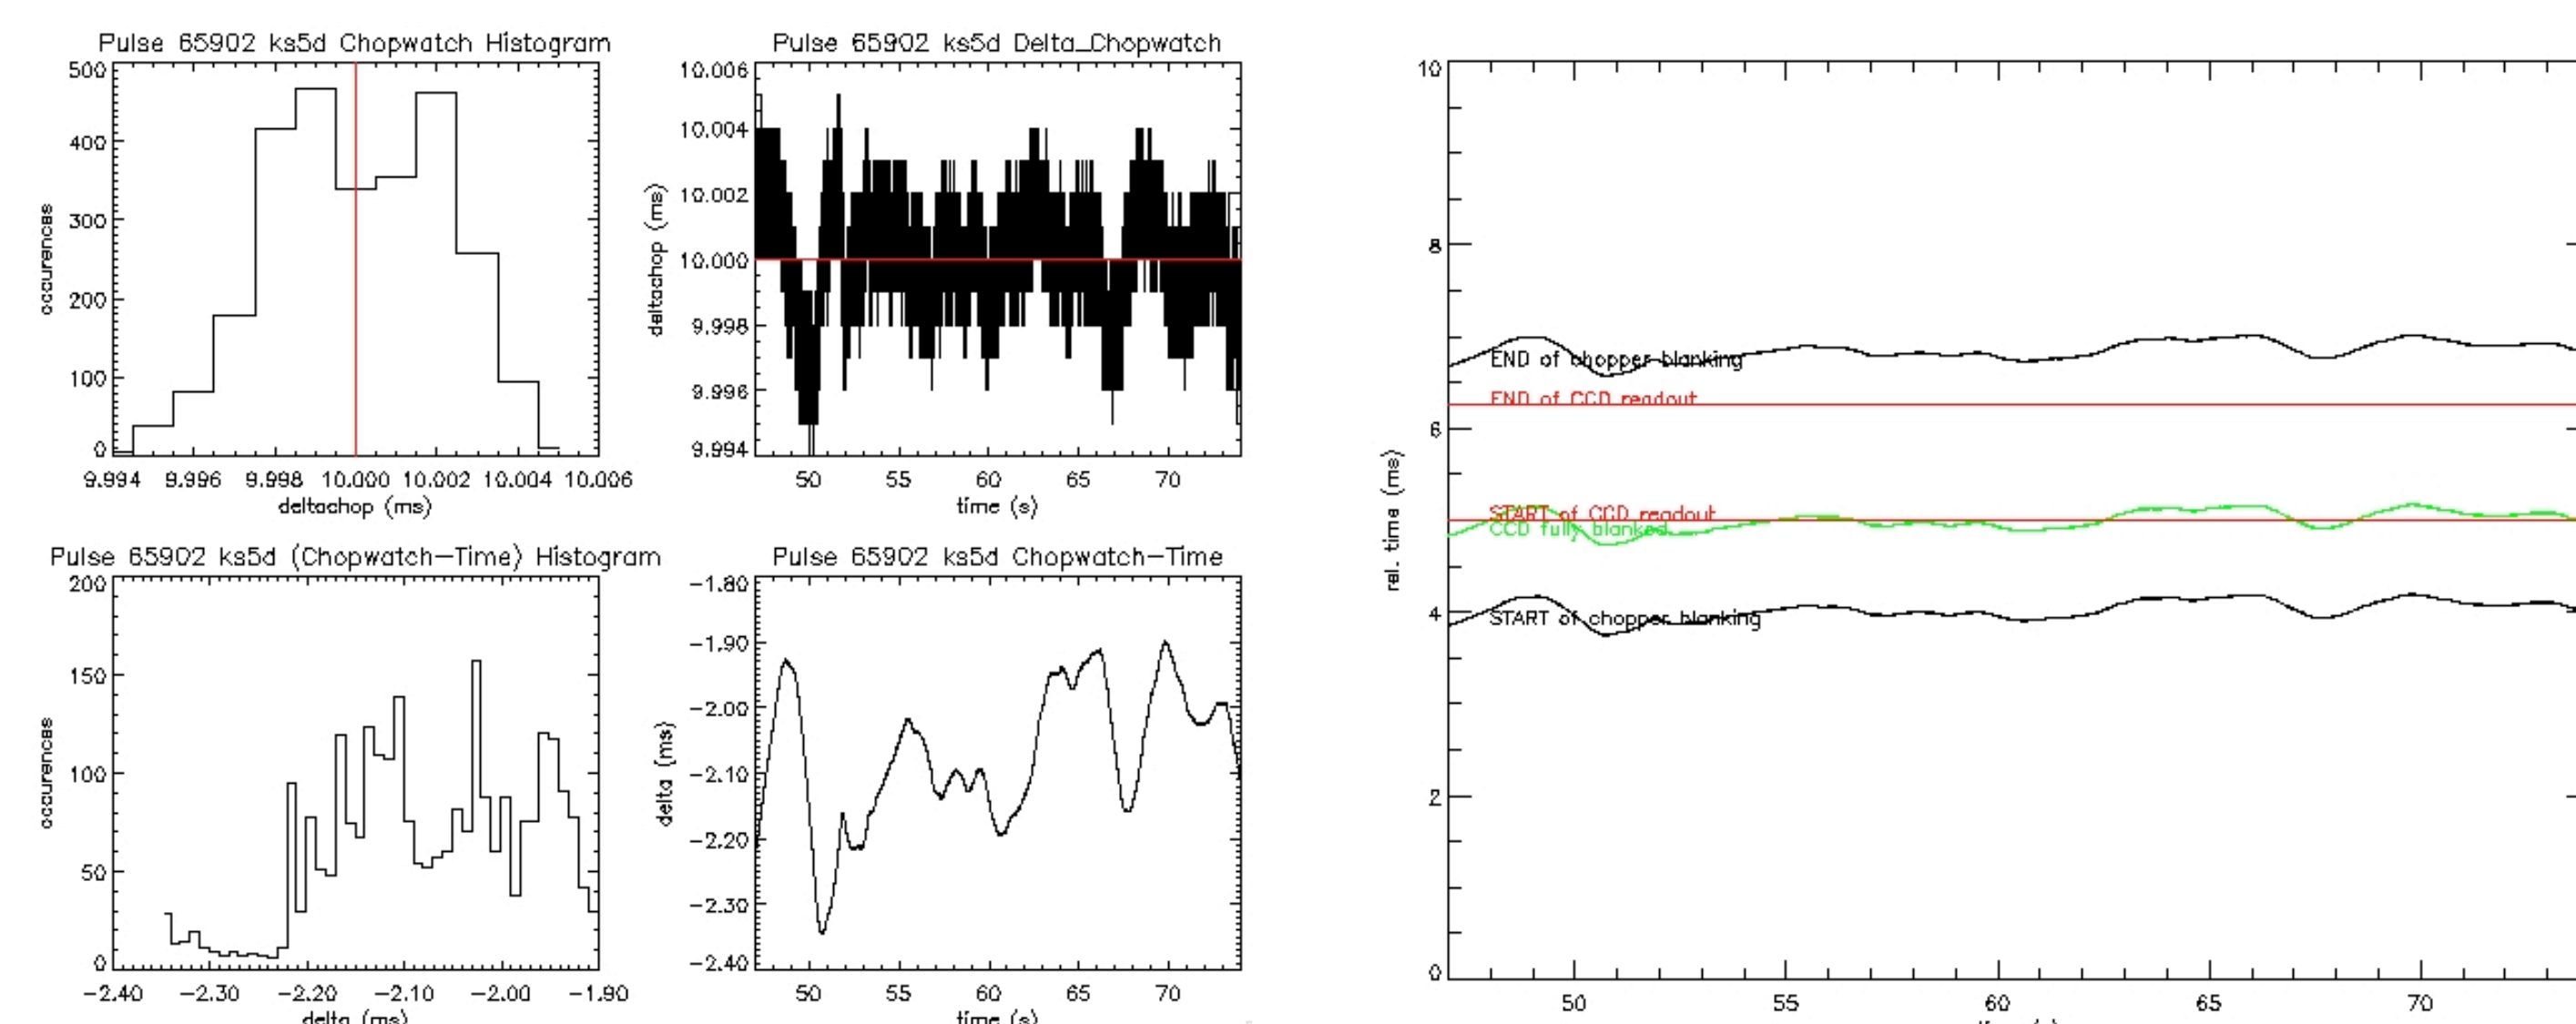 Pulse 65902 ks5d Chopwatch Histogram
500
400
300
200
100
0
occurences
9.994 9.996 9.998 10.000 10.002 10.004 10.006
deltachop (ms)
Pulse 65902 ks5d Delta_Chopwatch
10.006
10.004
10.002
10.000
9.998
9.996
9.994
deltachop (ms)
50 55 60 65 70
time (s)
Pulse 65902 ks5d (Chopwatch-Time) Histogram
200
150
100
50
0
occurences
-2.40 -2.30 -2.20 -2.10 -2.00 -1.90
delta (ms)
Pulse 65902 ks5d Chopwatch-Time
-1.80
-1.90
-2.00
-2.10
-2.20
-2.30
-2.40
delta (ms)
50 55 60 65 70
time (s)
10
8
6
4
2
0
rel. time (ms)
END of chopper blanking
END of CCD readout
START of CCD readout
CCD fully blanked
START of chopper blanking
50 55 60 65 70